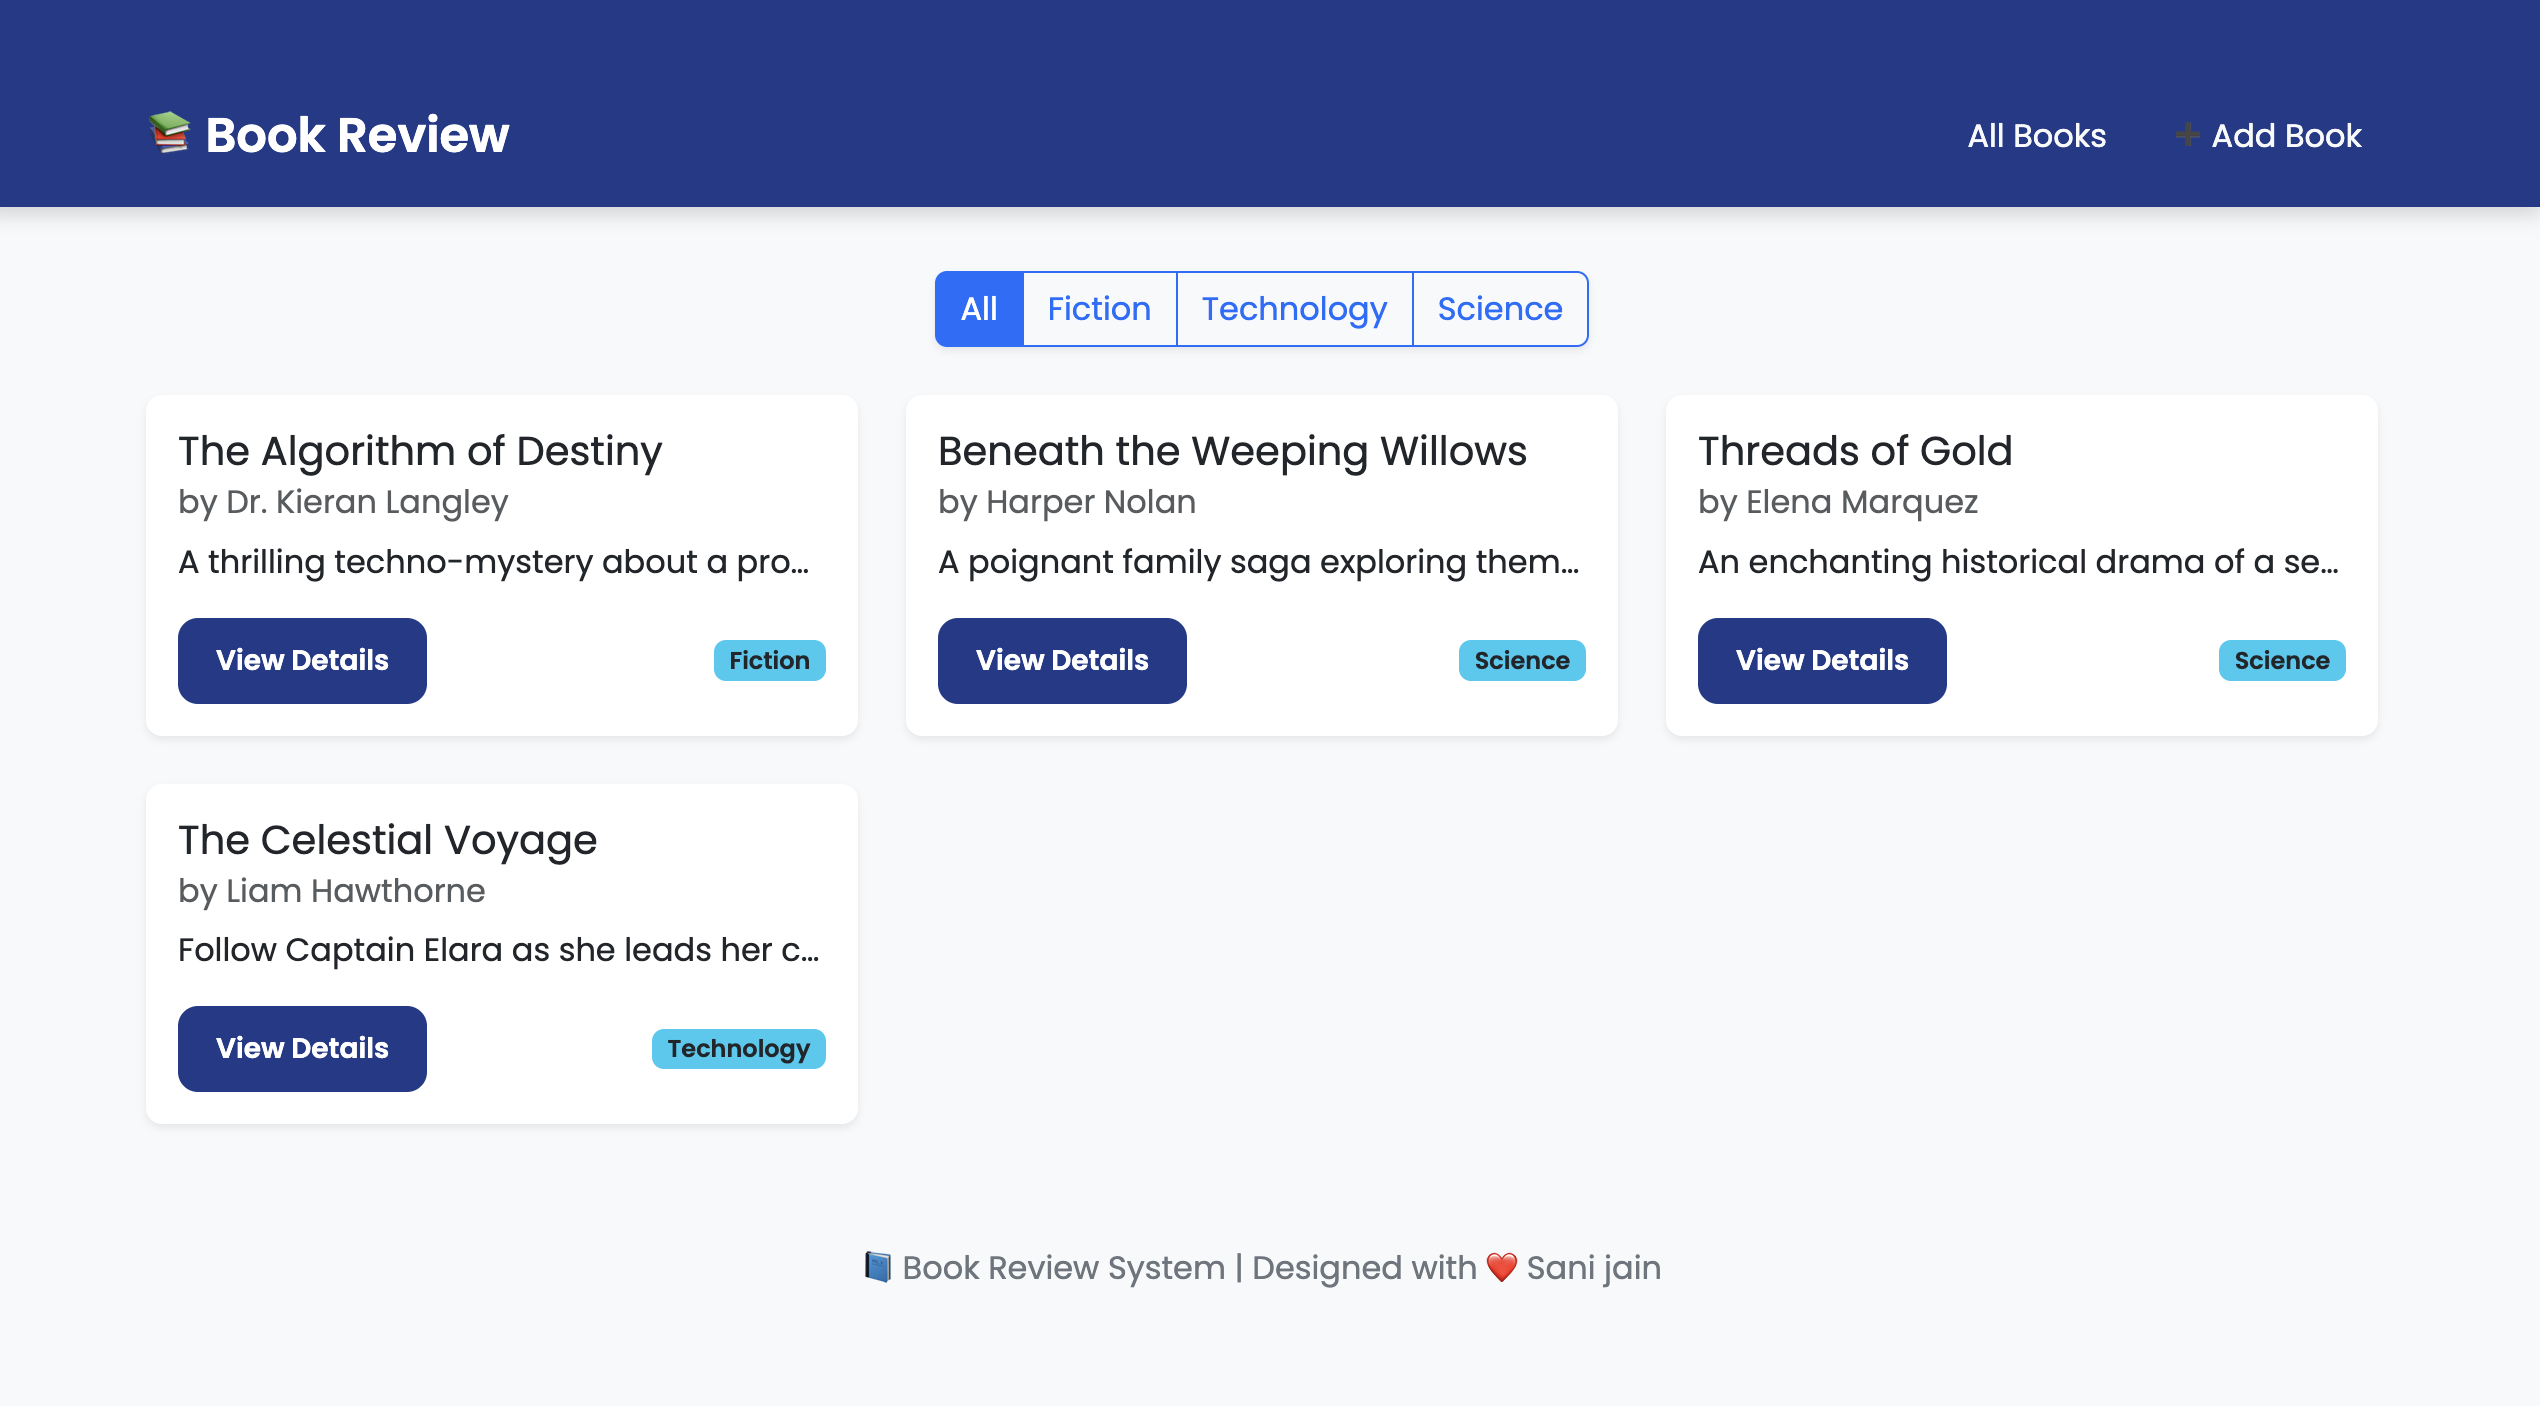 📚 Book Review
All Books
➕ Add Book
All
Fiction
Technology
Science
The Algorithm of Destiny
by Dr. Kieran Langley
A thrilling techno-mystery about a pro...
View Details
Fiction
Beneath the Weeping Willows
by Harper Nolan
A poignant family saga exploring them...
View Details
Science
Threads of Gold
by Elena Marquez
An enchanting historical drama of a se...
View Details
Science
The Celestial Voyage
by Liam Hawthorne
Follow Captain Elara as she leads her c...
View Details
Technology
📘 Book Review System | Designed with ❤️ Sani jain